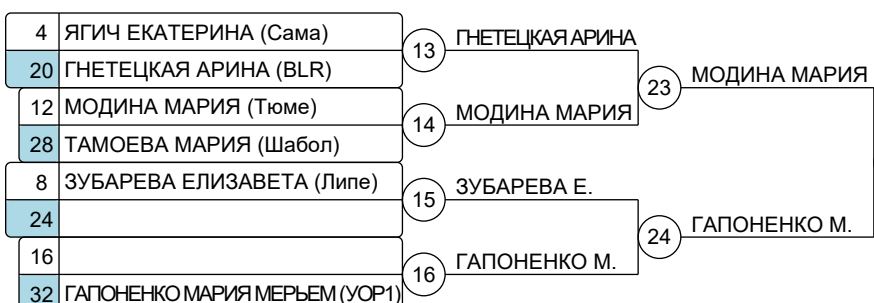 4 ЯГИЧ ЕКАТЕРИНА (Сама)
20 ГНЕТЕЦКАЯ АРИНА (BLR)
13 ГНЕТЕЦКАЯ АРИНА
12 МОДИНА МАРИЯ (Тюме)
28 ТАМОЕВА МАРИЯ (Шабол)
14 МОДИНА МАРИЯ
23 МОДИНА МАРИЯ
8 ЗУБАРЕВА ЕЛИЗАВЕТА (Липе)
24
15 ЗУБАРЕВА Е.
16
32 ГАПОНЕНКО МАРИЯ МЕРЬЕМ (УОР1)
16 ГАПОНЕНКО М.
24 ГАПОНЕНКО М.